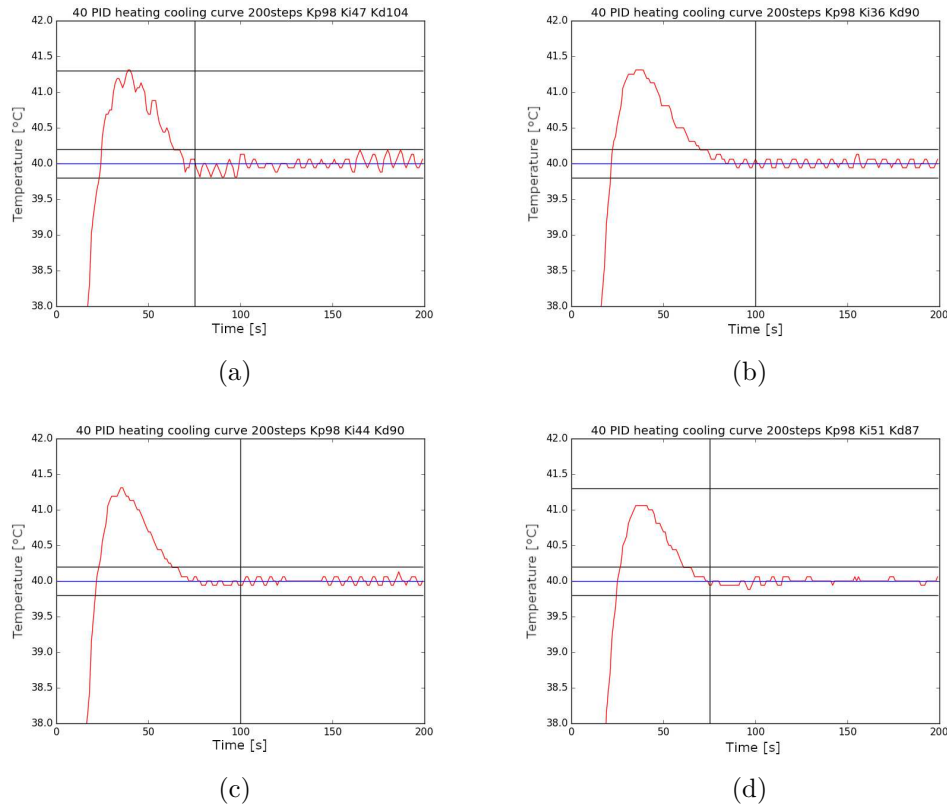 40 PID heating cooling curve 200steps Kp98 Ki47 Kd104
42.0
41.5
41.0
40.5
40.0
39.5
39.0
38.5
38.0
Temperature [°C]
0 50 100 150 200
Time [s]
(a)
40 PID heating cooling curve 200steps Kp98 Ki36 Kd90
42.0
41.5
41.0
40.5
40.0
39.5
39.0
38.5
38.0
Temperature [°C]
0 50 100 150 200
Time [s]
(b)
40 PID heating cooling curve 200steps Kp98 Ki44 Kd90
42.0
41.5
41.0
40.5
40.0
39.5
39.0
38.5
38.0
Temperature [°C]
0 50 100 150 200
Time [s]
(c)
40 PID heating cooling curve 200steps Kp98 Ki51 Kd87
42.0
41.5
41.0
40.5
40.0
39.5
39.0
38.5
38.0
Temperature [°C]
0 50 100 150 200
Time [s]
(d)